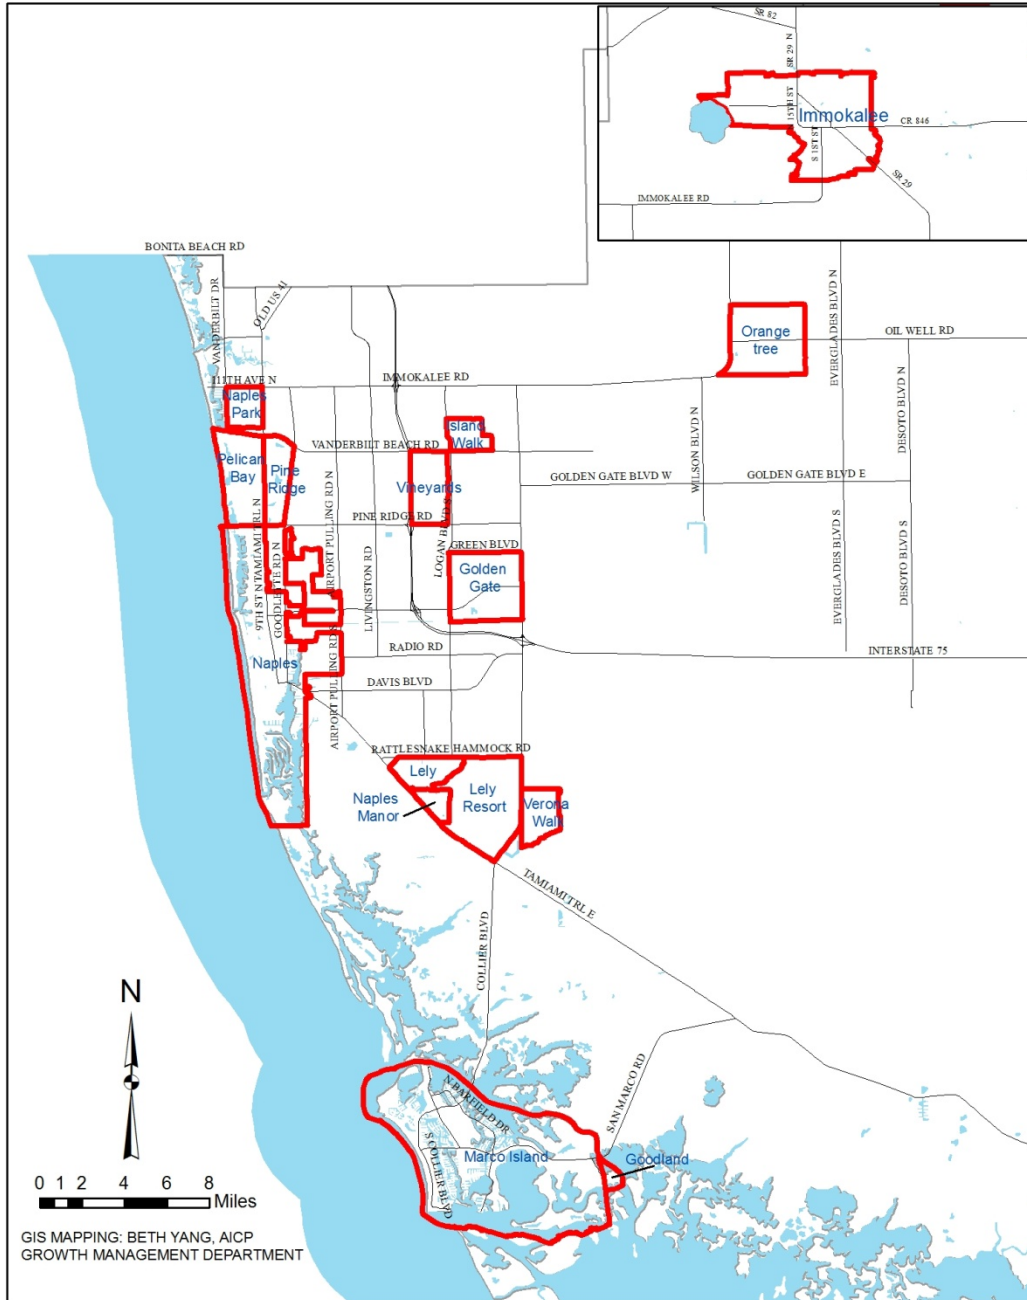 SR 82
SR 29 N
N 15TH ST
Immokalee
CR 846
S 1ST ST
SR 29
IMMOKALEE RD
BONITA BEACH RD
VANDERBILT DR
OLD US 41
EVERGLADES BLVD N
Orange
tree
OIL WELL RD
111TH AVE N
IMMOKALEE RD
DESOTO BLVD N
Naples
Park
Island
Walk
WILSON BLVD N
VANDERBILT BEACH RD
Pelican
Bay
Pine
Ridge
Vineyards
GOLDEN GATE BLVD W
GOLDEN GATE BLVD E
PINE RIDGE RD
LOGAN BLVD S
AIRPORT PULLING RD N
GREEN BLVD
Golden
Gate
9TH ST N
TAMIAMI TRL N
GOODLETTE RD N
LIVINGSTON RD
EVERGLADES BLVD S
DESOTO BLVD S
Naples
RADIO RD
INTERSTATE 75
DAVIS BLVD
AIRPORT PULLING RD S
RATTLESNAKE HAMMOCK RD
Lely
Lely
Resort
Naples
Manor
Verona
Walk
TAMIAMI TRL E
COLLIER BLVD
N
SAN MARCO RD
N BARFIELD DR
S COLLIER BLVD
Marco Island
Goodland
0 1 2 4 6 8
Miles
GIS MAPPING: BETH YANG, AICP
GROWTH MANAGEMENT DEPARTMENT